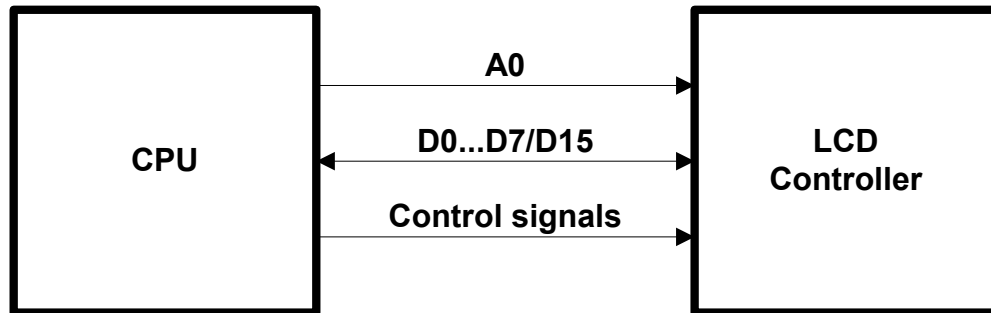 A0
CPU
D0...D7/D15
LCD
Controller
Control signals